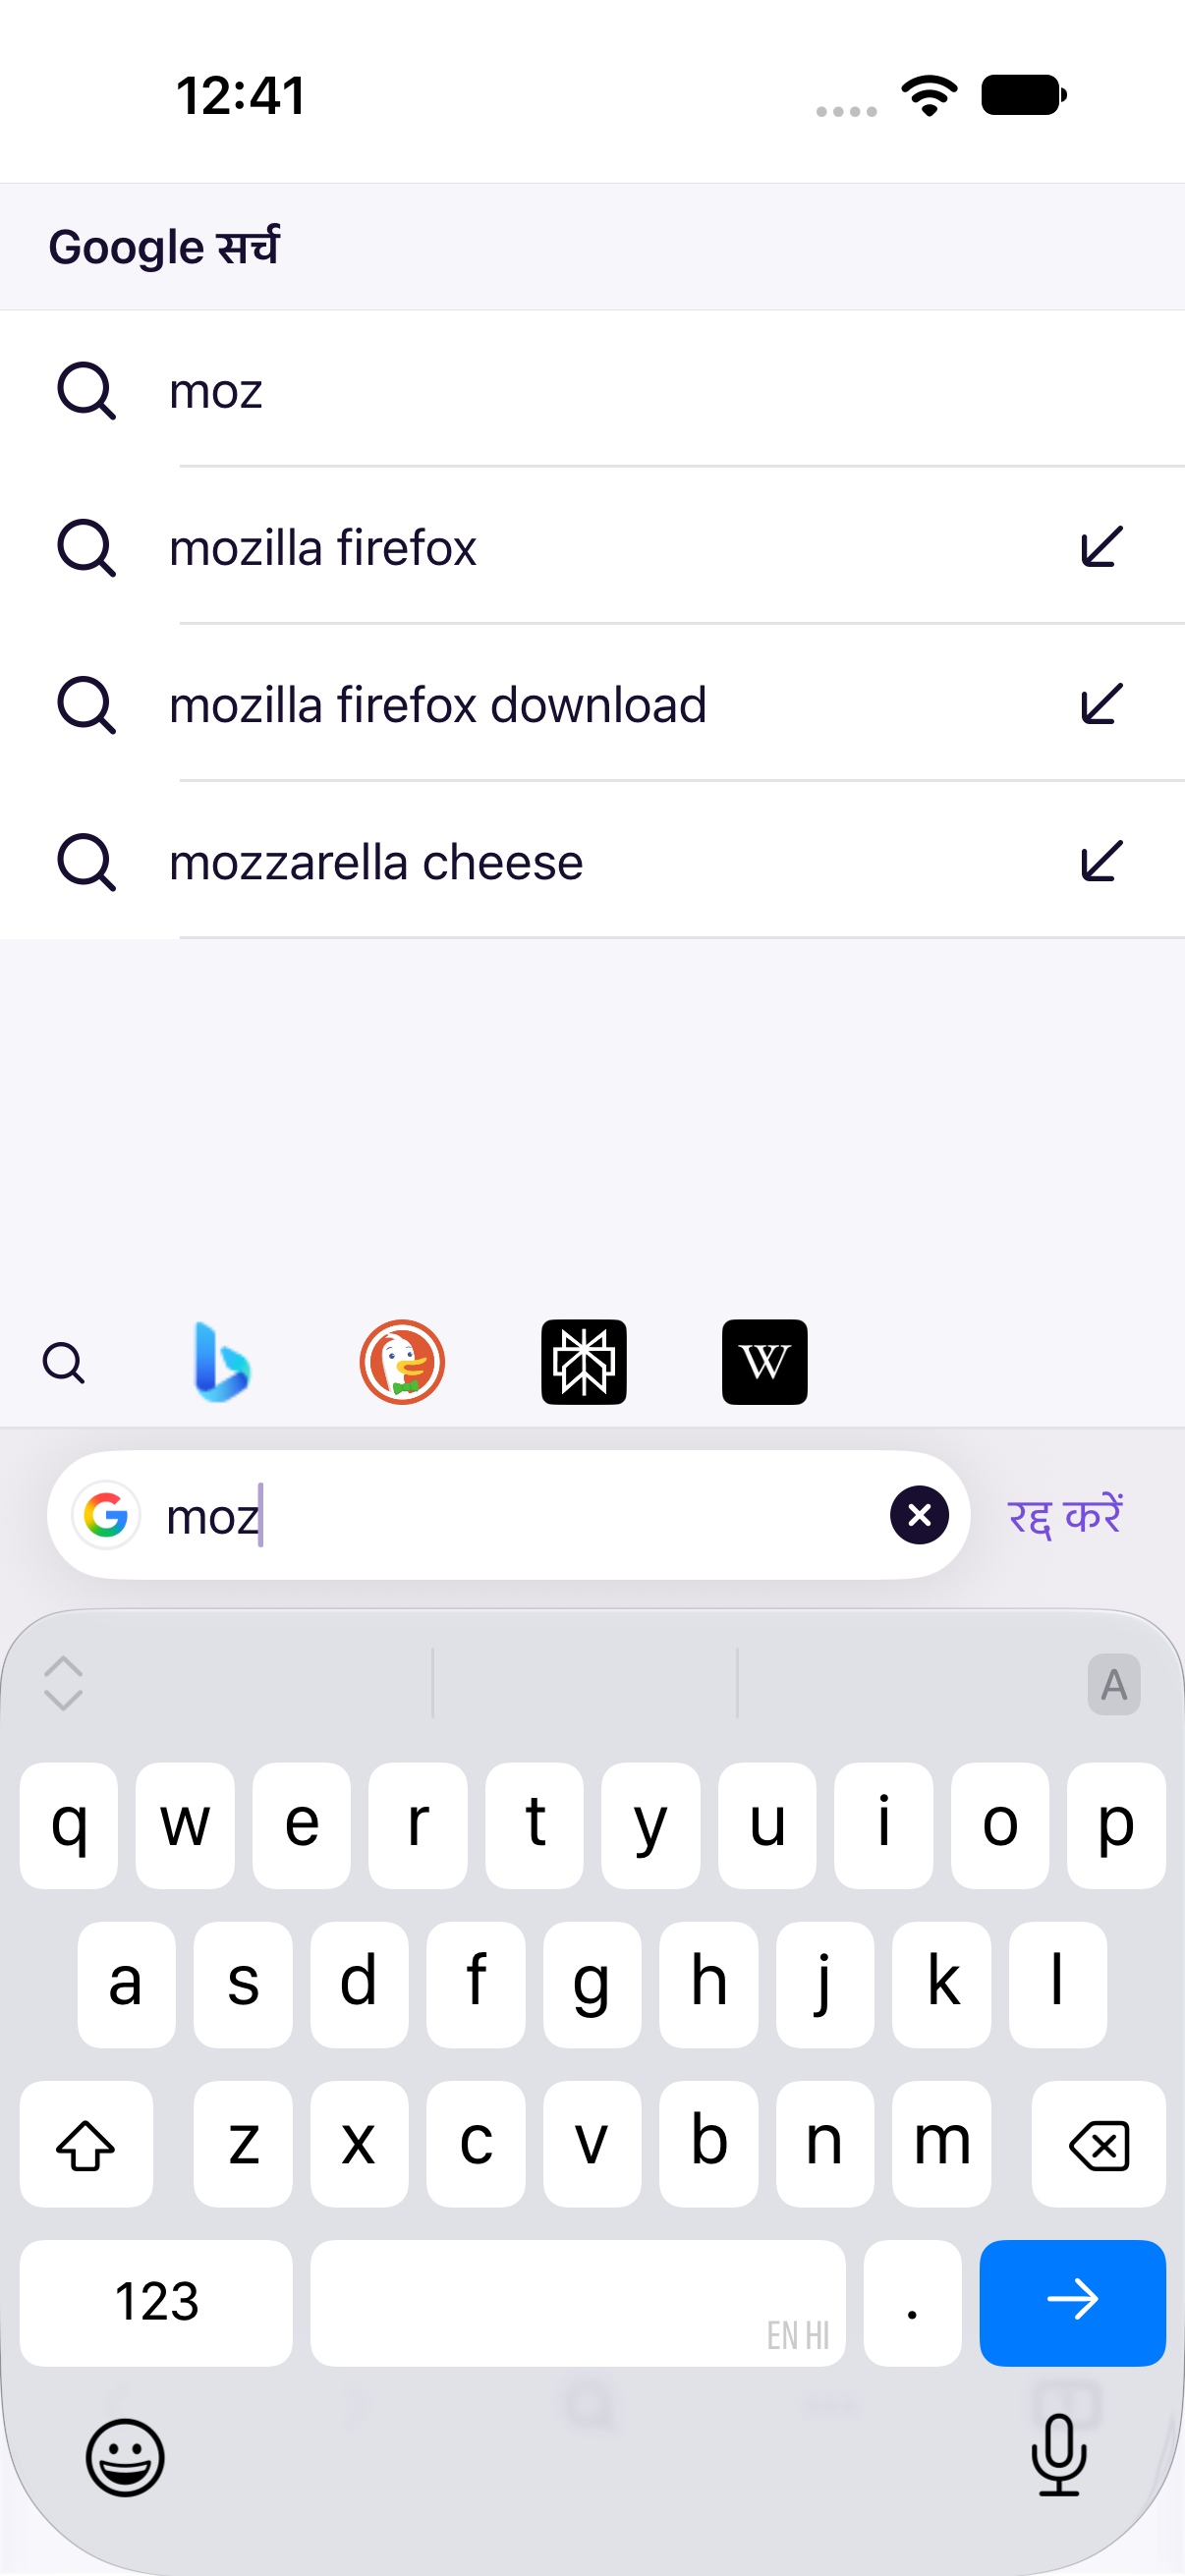 12:41
Google सर्च
moz
mozilla firefox
mozilla firefox download
mozzarella cheese
W
moz
रद्द करें
A
q w e r t y u i o p
a s d f g h j k l
z x c v b n m
123
EN HI
.